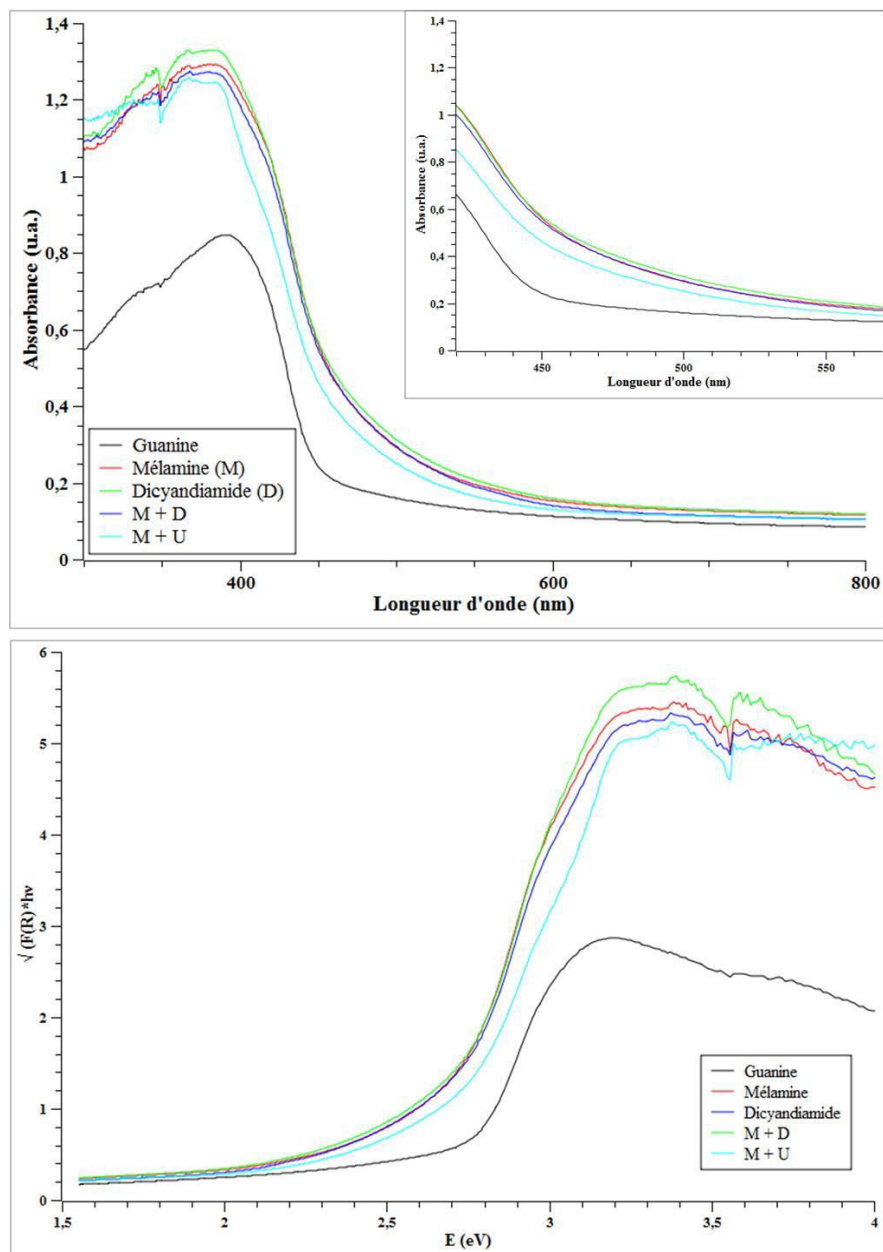 1,4
1,2
1
0,8
0,6
0,4
0,2
0
Absorbance (u.a.)
400
600
800
Longueur d'onde (nm)
Guanine
Mélamine (M)
Dicyandiamide (D)
M + D
M + U
1,4
1,2
1
0,8
0,6
0,4
0,2
0
Absorbance (u.a.)
450
500
550
Longueur d'onde (nm)
6
5
4
3
2
1
0
√(F(R)*hν
1,5
2
2,5
3
3,5
4
E (eV)
Guanine
Mélamine
Dicyandiamide
M + D
M + U